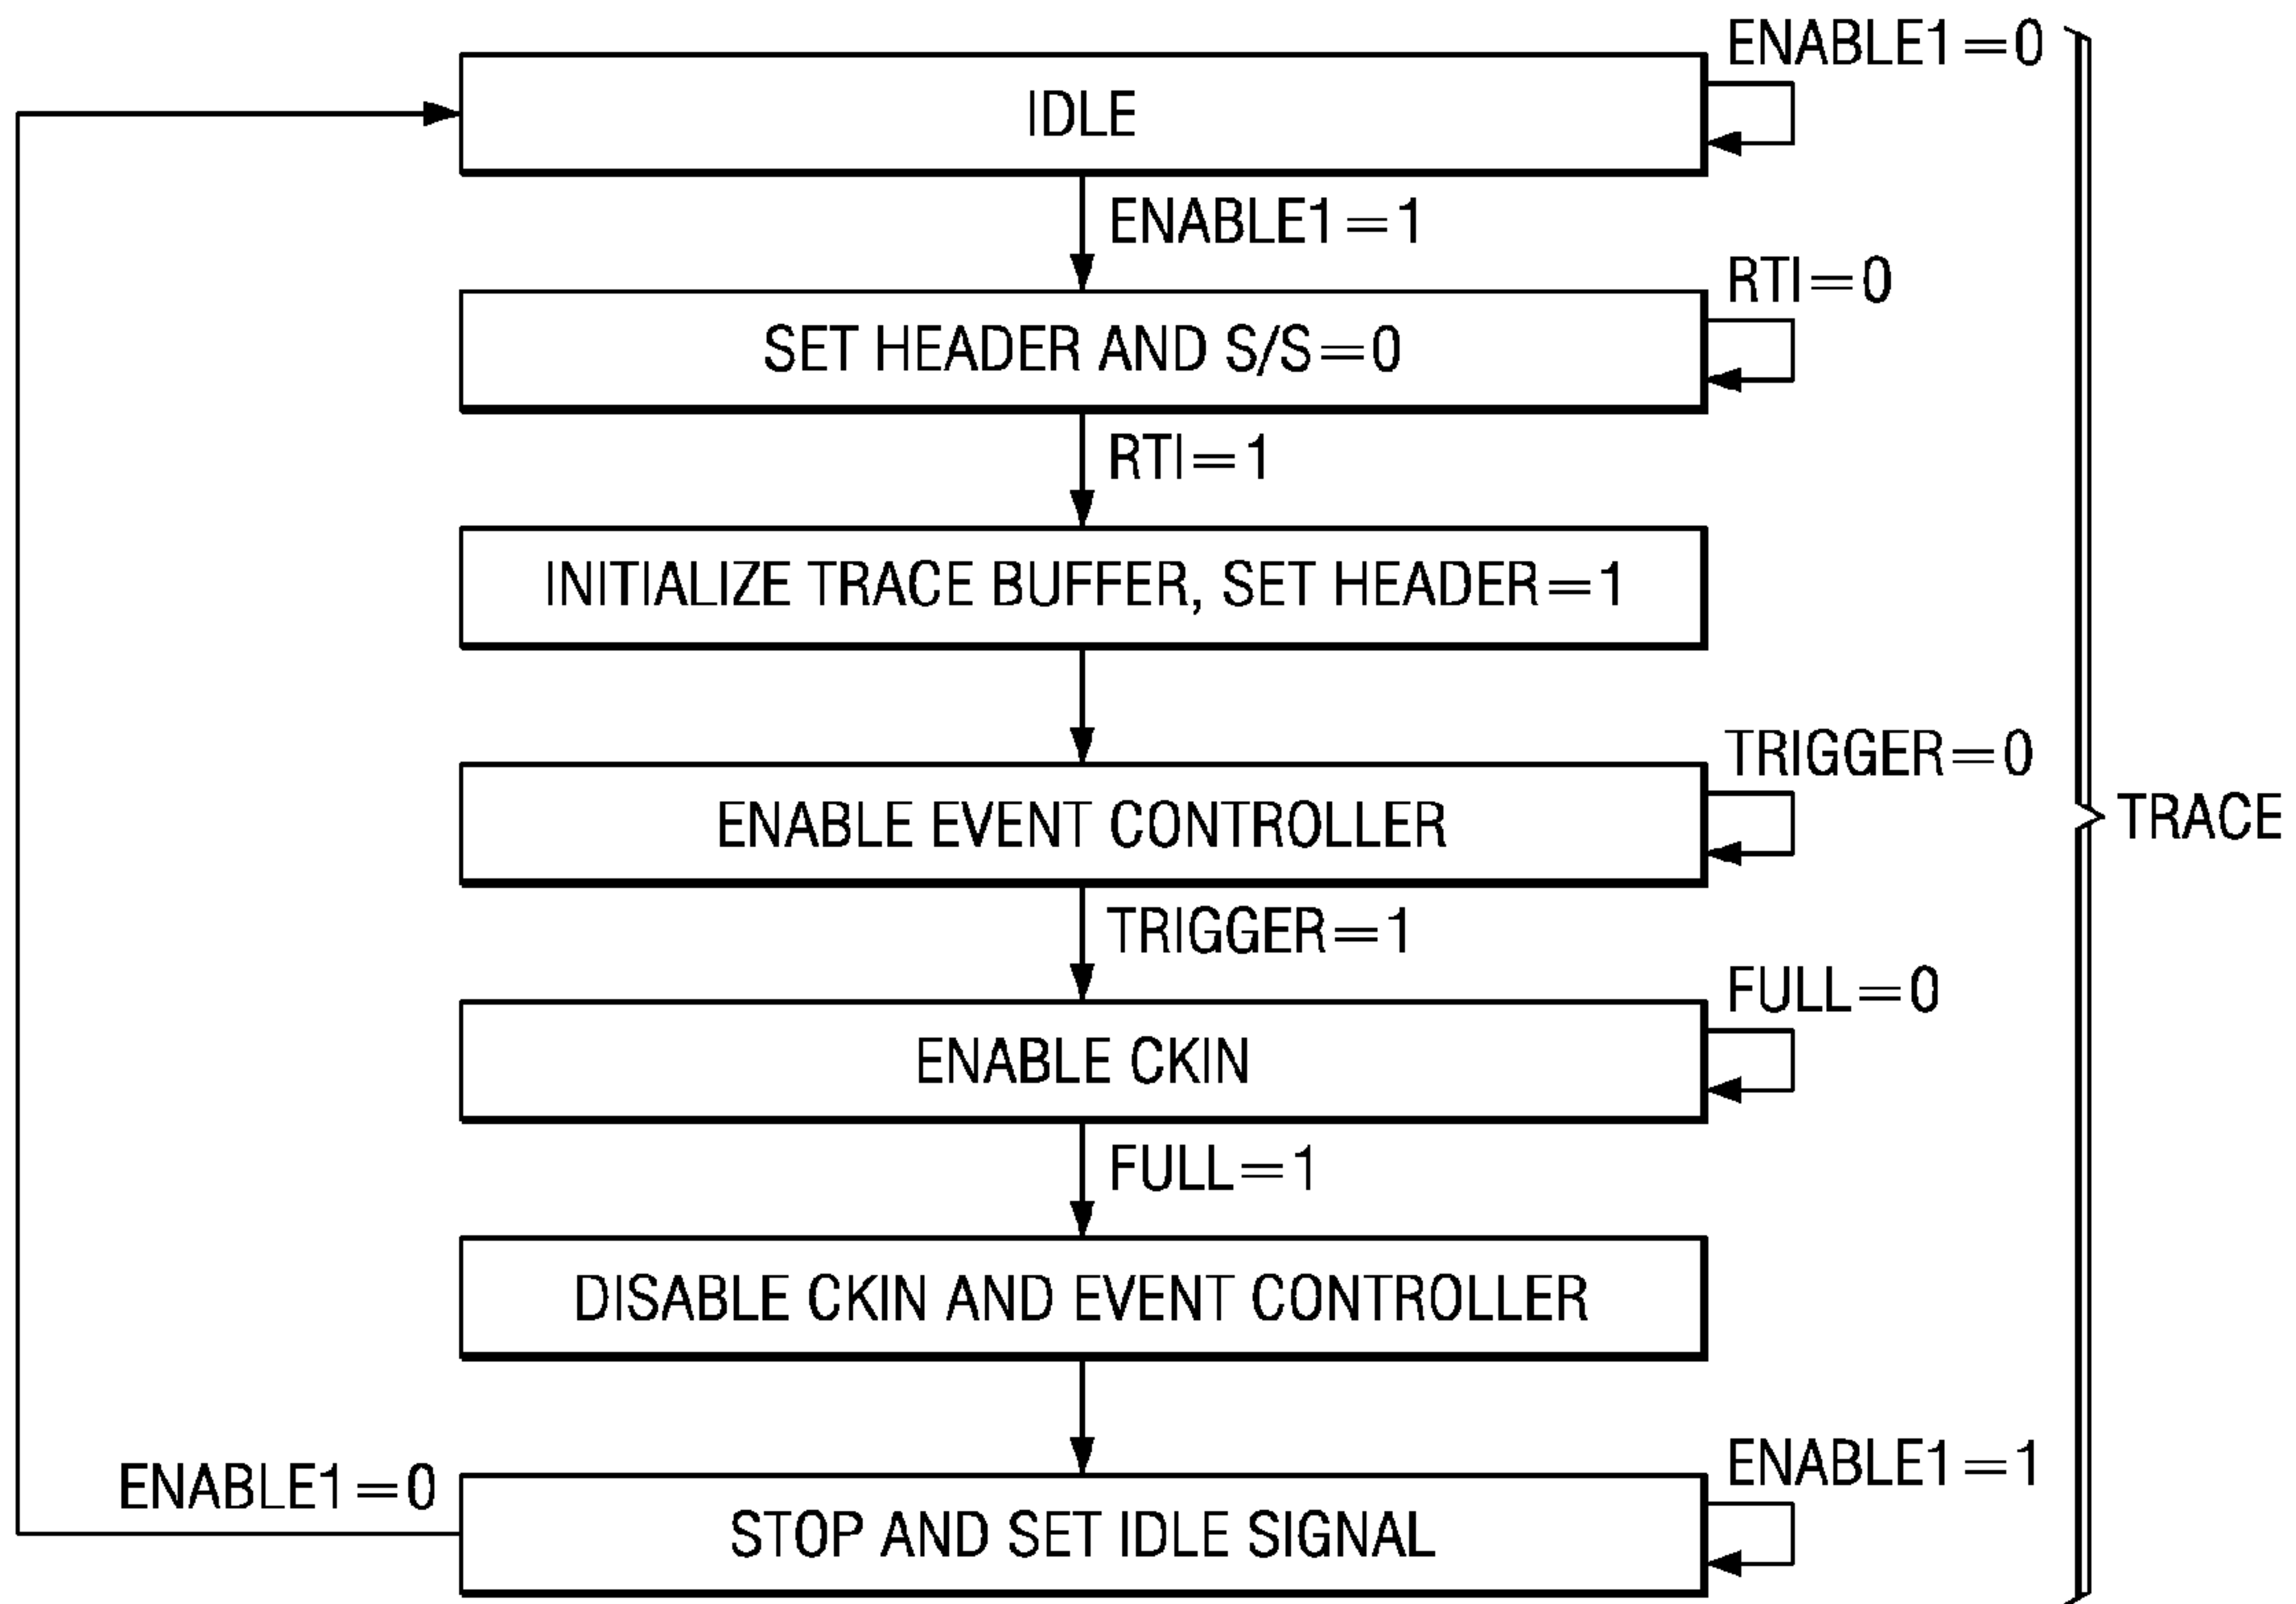 ENABLE1=0
IDLE
ENABLE1=1
RTI=0
SET HEADER AND S/S=0
RTI=1
INITIALIZE TRACE BUFFER, SET HEADER=1
TRIGGER=0
ENABLE EVENT CONTROLLER
TRACE
TRIGGER=1
FULL=0
ENABLE CKIN
FULL=1
DISABLE CKIN AND EVENT CONTROLLER
ENABLE1=0
ENABLE1=1
STOP AND SET IDLE SIGNAL